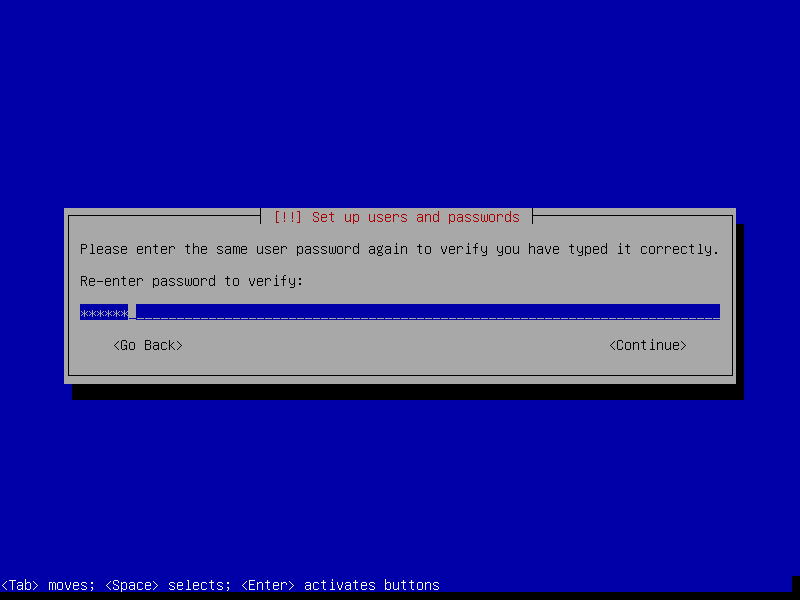 [!!] Set up users and passwords
Please enter the same user password again to verify you have typed it correctly.
Re-enter password to verify:
******
<Go Back> <Continue>
<Tab> moves; <Space> selects; <Enter> activates buttons